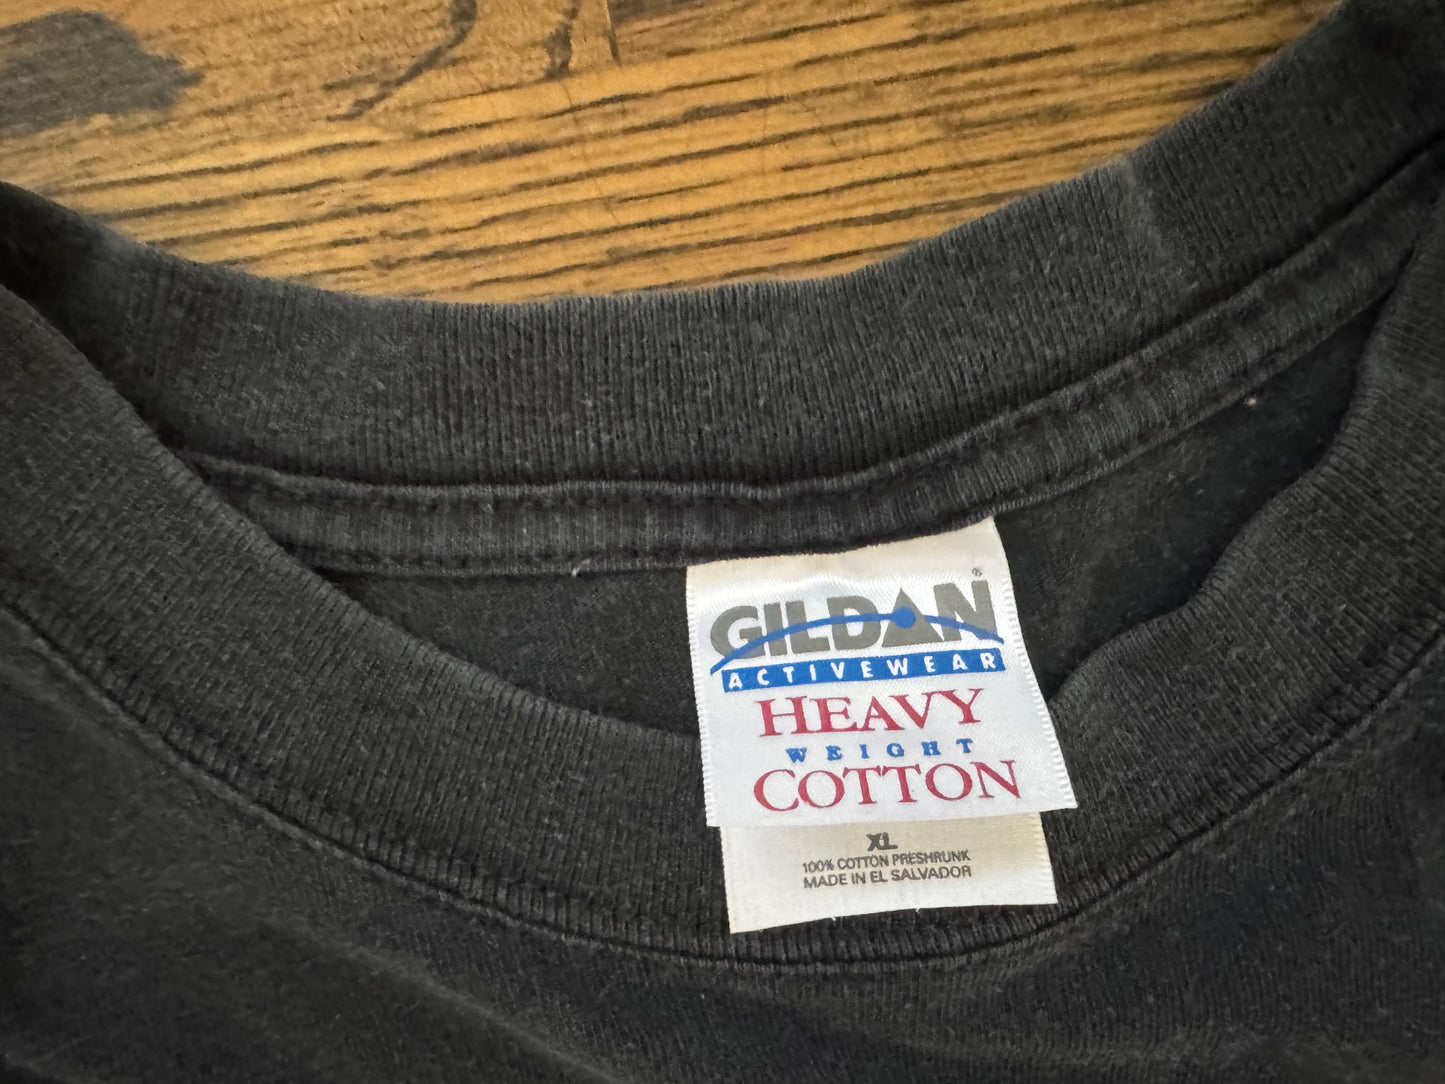 GILDAN®
ACTIVEWEAR
HEAVY
WEIGHT
COTTON
XL
100% COTTON PRESHRUNK
MADE IN EL SALVADOR